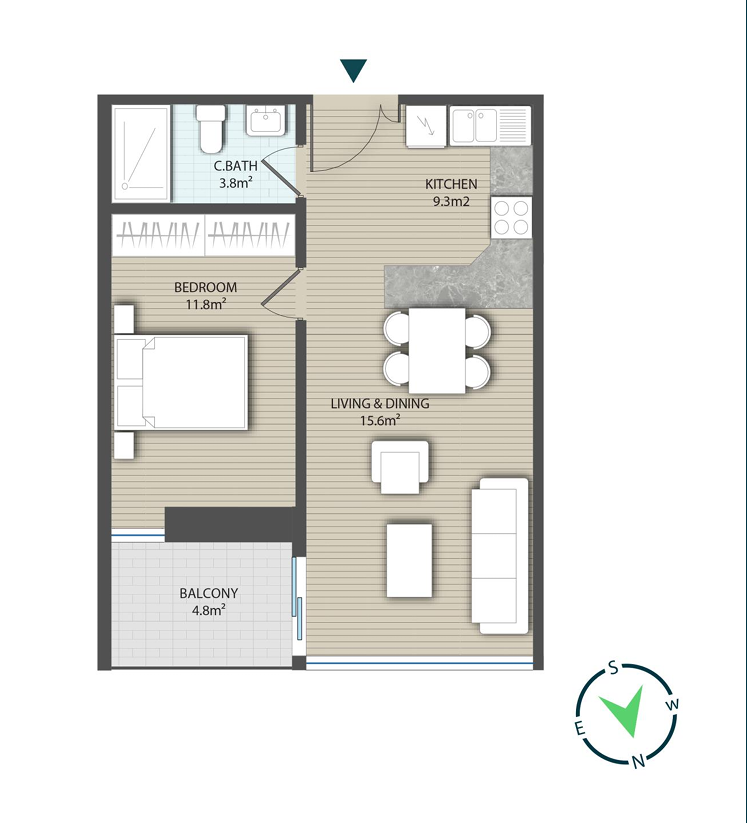 C.BATH
3.8m²
KITCHEN
9.3m2
BEDROOM
11.8m²
LIVING & DINING
15.6m²
BALCONY
4.8m²
S
W
E
N